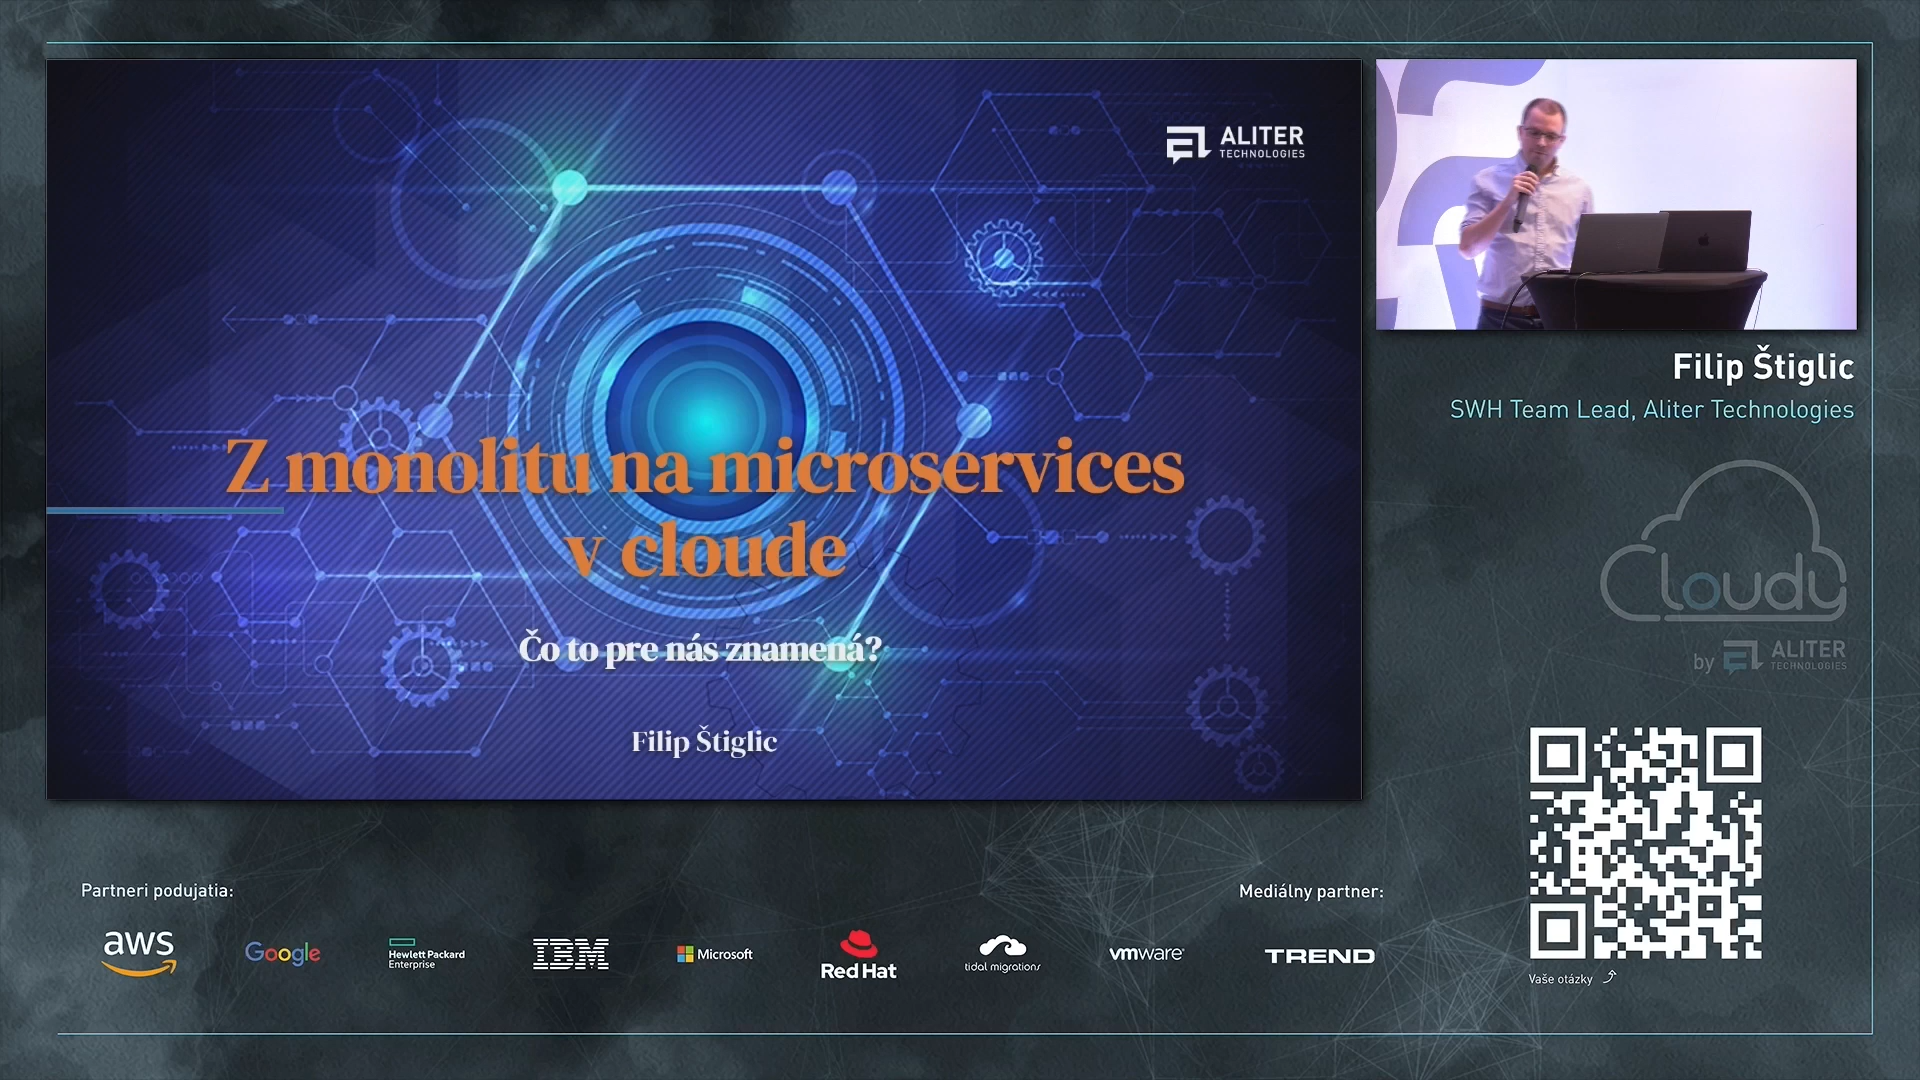 ALITER
TECHNOLOGIES
Z monolitu na microservices
v cloude
Čo to pre nás znamená?
Filip Štiglic
Filip Štiglic
SWH Team Lead, Aliter Technologies
Cloudy
by ALITER
TECHNOLOGIES
Partneri podujatia:
aws
Google
Hewlett Packard
Enterprise
IBM
Microsoft
Red Hat
tidal migrations
vmware
Mediálny partner:
TREND
Vaše otázky